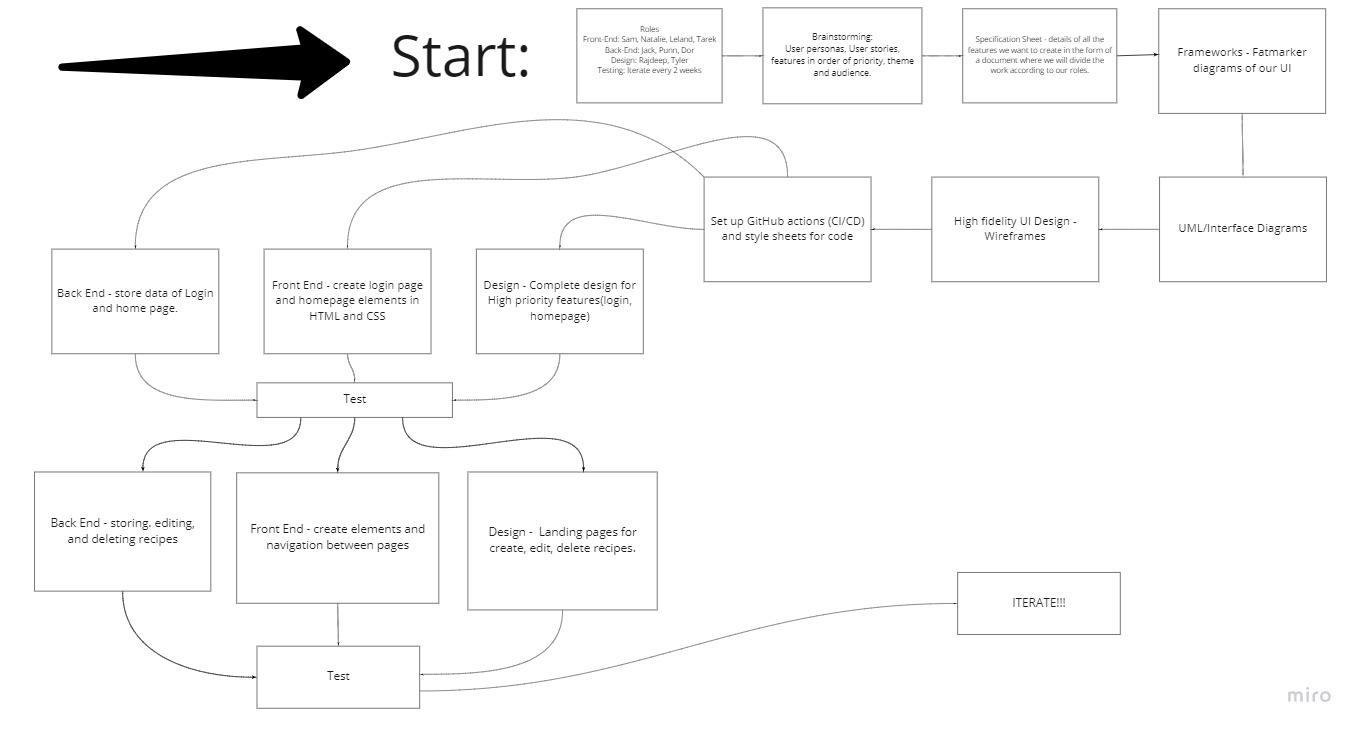 Start:
Roles
Front-End: Sam, Natalie, Leland, Tarek
Back-End: Jack, Punn, Dor
Design: Rajdeep, Tyler
Testing: Iterate every 2 weeks
Brainstorming:
User personas, User stories,
features in order of priority, theme
and audience.
Specification Sheet - details of all the
features we want to create in the form of
a document where we will divide the
work according to our roles.
Frameworks - Fatmarker
diagrams of our UI
UML/Interface Diagrams
High fidelity UI Design -
Wireframes
Set up GitHub actions (CI/CD)
and style sheets for code
Back End - store data of Login
and home page.
Front End - create login page
and homepage elements in
HTML and CSS
Design - Complete design for
High priority features(login,
homepage)
Test
Back End - storing. editing,
and deleting recipes
Front End - create elements and
navigation between pages
Design - Landing pages for
create, edit, delete recipes.
Test
ITERATE!!!
miro